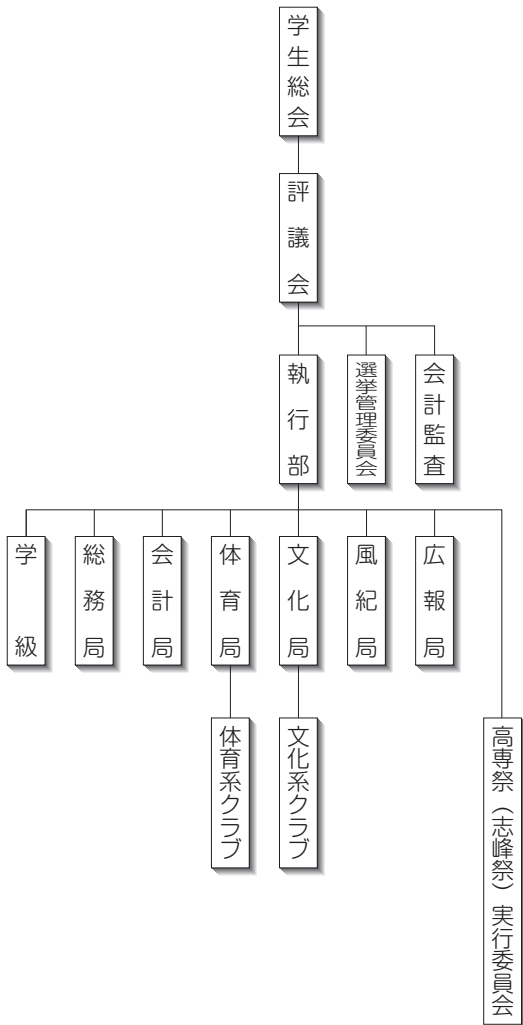 学生総会
評議会
執行部
選挙管理委員会
会計監査
学級
総務局
会計局
体育局
文化局
風紀局
広報局
体育系クラブ
文化系クラブ
高専祭（志峰祭）実行委員会